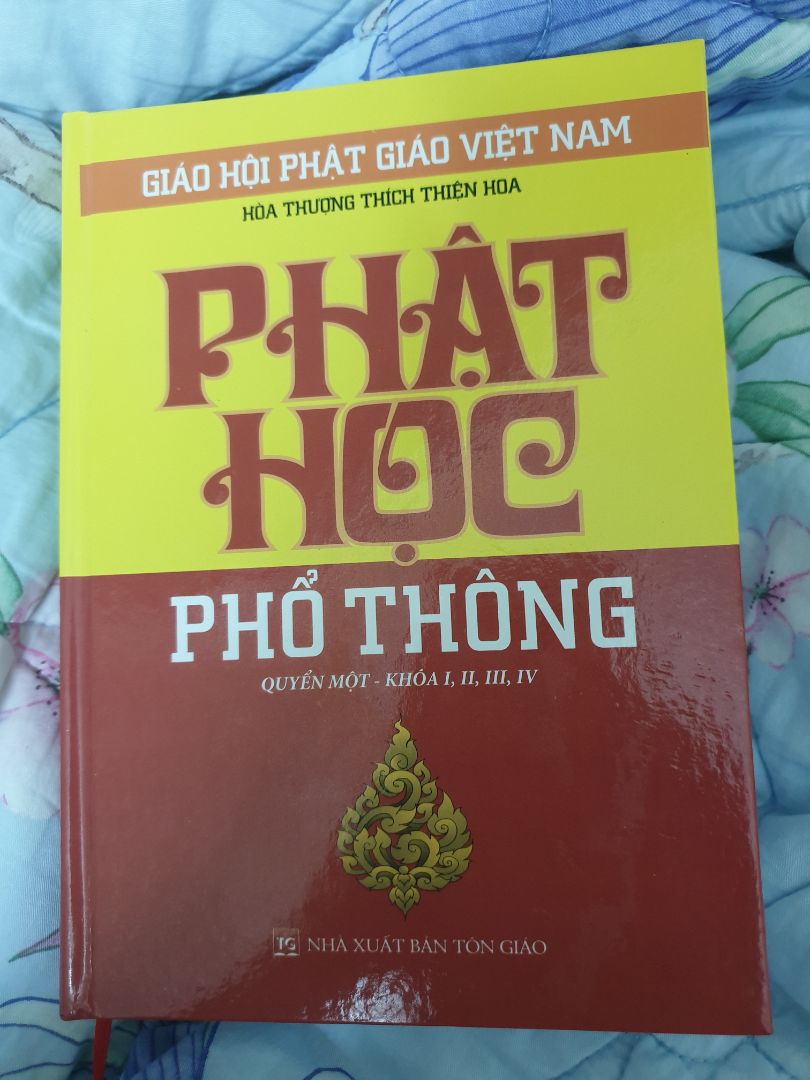 GIÁO HỘI PHẬT GIÁO VIỆT NAM
HÒA THƯỢNG THÍCH THIỆN HOA
PHẬT
HỌC
PHỔ THÔNG
QUYỂN MỘT - KHÓA I, II, III, IV
TG NHÀ XUẤT BẢN TÔN GIÁO